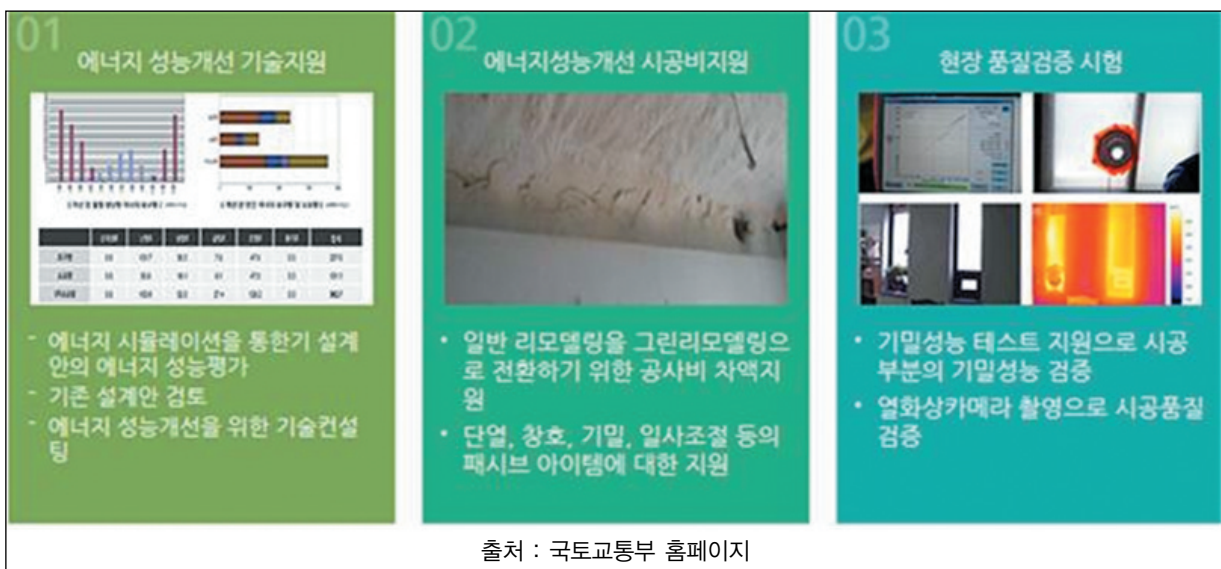 01
에너지 성능개선 기술지원
- 에너지 시뮬레이션을 통한기 설계
안의 에너지 성능평가
- 기존 설계안 검토
- 에너지 성능개선을 위한 기술컨설
팅
02
에너지성능개선 시공비지원
• 일반 리모델링을 그린리모델링으
로 전환하기 위한 공사비 차액지
원
• 단열, 창호, 기밀, 일사조절 등의
패시브 아이템에 대한 지원
03
현장 품질검증 시험
• 기밀성능 테스트 지원으로 시공
부분의 기밀성능 검증
• 열화상카메라 촬영으로 시공품질
검증
출처 : 국토교통부 홈페이지